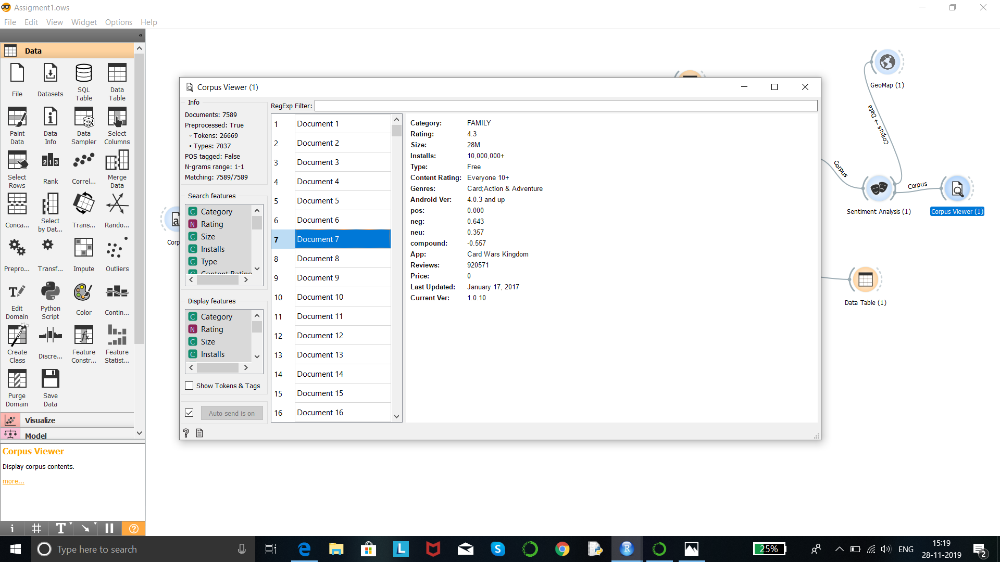 Assigment1.ows
File Edit View Widget Options Help
Data
File Datasets SQL Table Data Table
Paint Data Data Info Data Sampler Select Columns
Select Rows Rank Correl... Merge Data
Conca... Select by Dat... Trans... Rando...
Prepro... Transf... Impute Outliers
Edit Domain Python Script Color Contin...
Create Class Discre... Feature Constr... Feature Statist...
Purge Domain Save Data
Visualize
Model
Corpus Viewer
Display corpus contents.
more...
Corpus Viewer (1)
Info
Documents: 7589
Preprocessed: True
◦ Tokens: 26669
◦ Types: 7037
POS tagged: False
N-grams range: 1-1
Matching: 7589/7589
Search features
C Category
N Rating
C Size
C Installs
C Type
C Content Rating
Display features
C Category
N Rating
C Size
C Installs
Show Tokens & Tags
Auto send is on
RegExp Filter:
1 Document 1
2 Document 2
3 Document 3
4 Document 4
5 Document 5
6 Document 6
7 Document 7
8 Document 8
9 Document 9
10 Document 10
11 Document 11
12 Document 12
13 Document 13
14 Document 14
15 Document 15
16 Document 16
Category: FAMILY
Rating: 4.3
Size: 28M
Installs: 10,000,000+
Type: Free
Content Rating: Everyone 10+
Genres: Card;Action & Adventure
Android Ver: 4.0.3 and up
pos: 0.000
neg: 0.643
neu: 0.357
compound: -0.557
App: Card Wars Kingdom
Reviews: 920571
Price: 0
Last Updated: January 17, 2017
Current Ver: 1.0.10
Corp
GeoMap (1)
Corpus → Data
Corpus
Sentiment Analysis (1)
Corpus
Corpus Viewer (1)
Data Table (1)
Type here to search
25%
ENG
15:19
28-11-2019
2